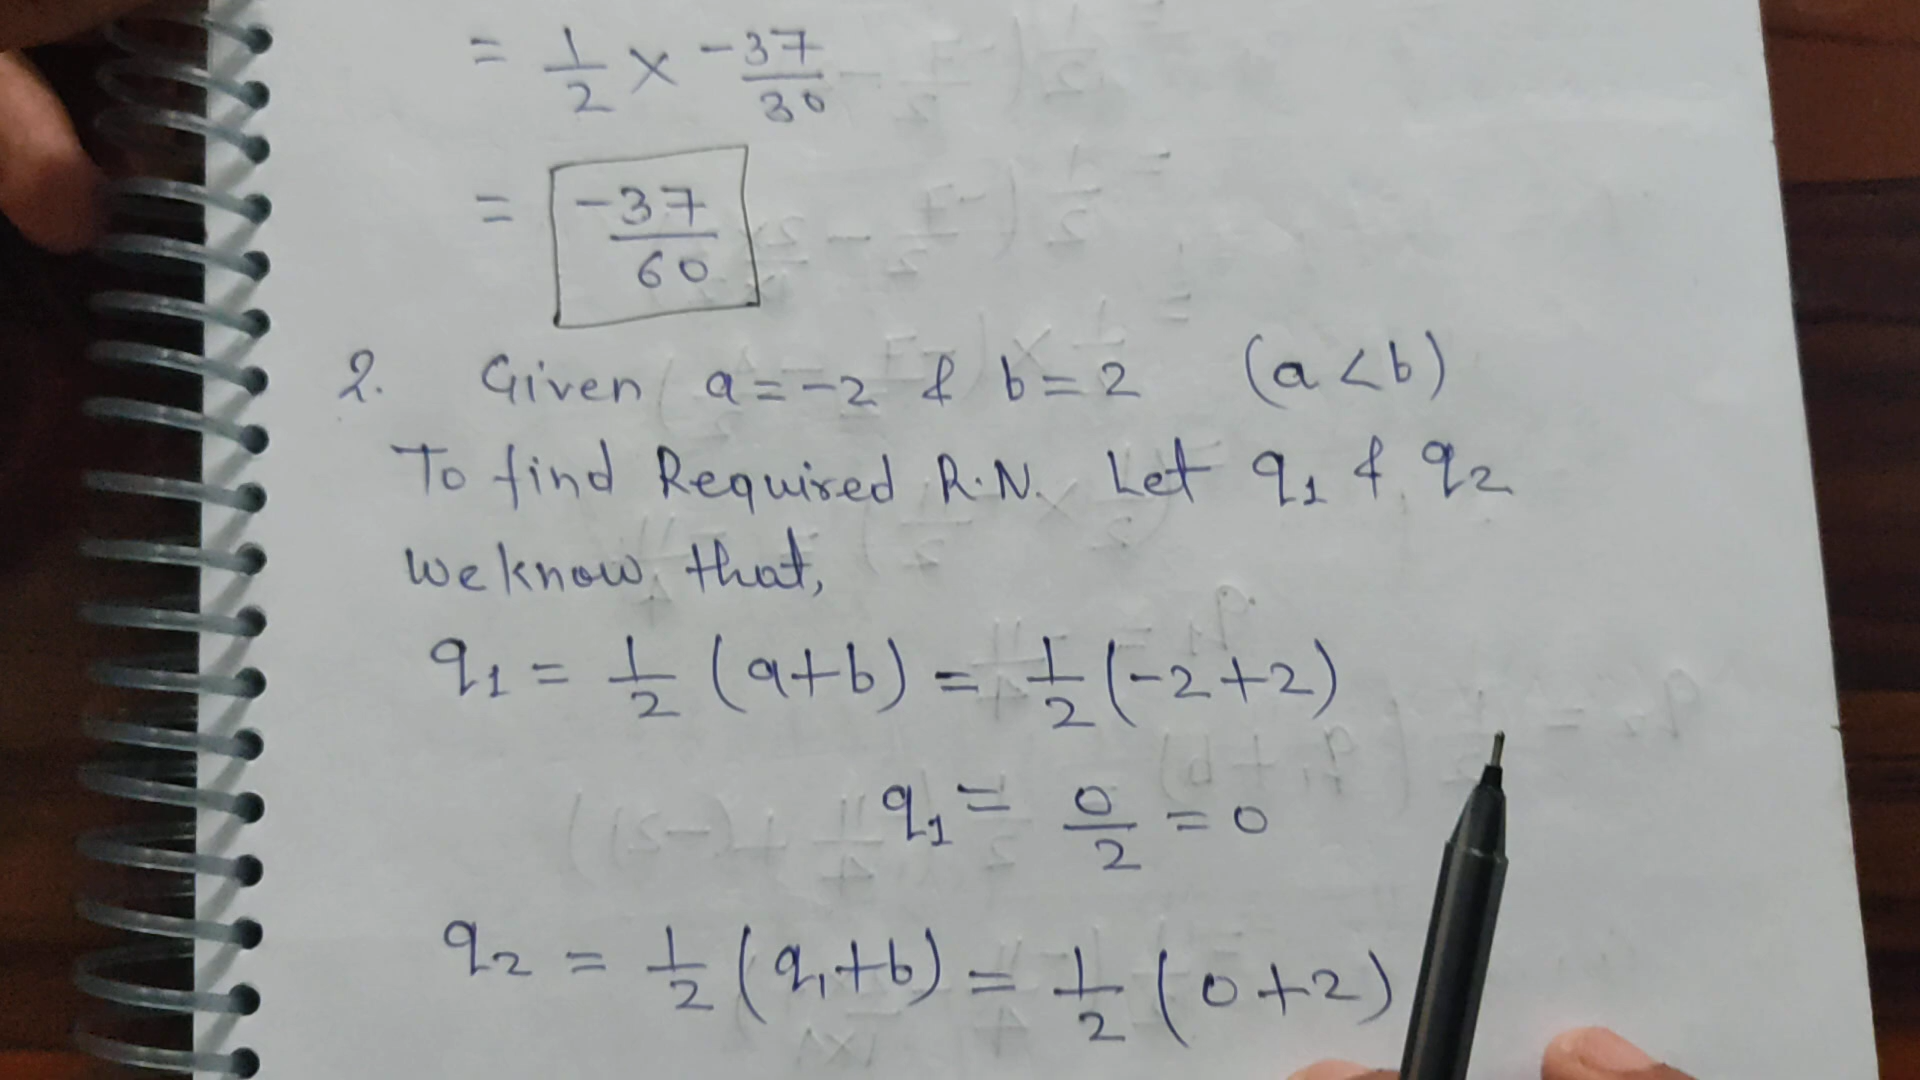 = 1/2 × -37/30
= -37/60
2. Given a = -2 & b = 2 (a < b)
To find Required R.N. Let q1 & q2
we know that,
q1 = 1/2 (a+b) = 1/2 (-2+2)
q1 = 0/2 = 0
q2 = 1/2 (q1+b) = 1/2 (0+2)